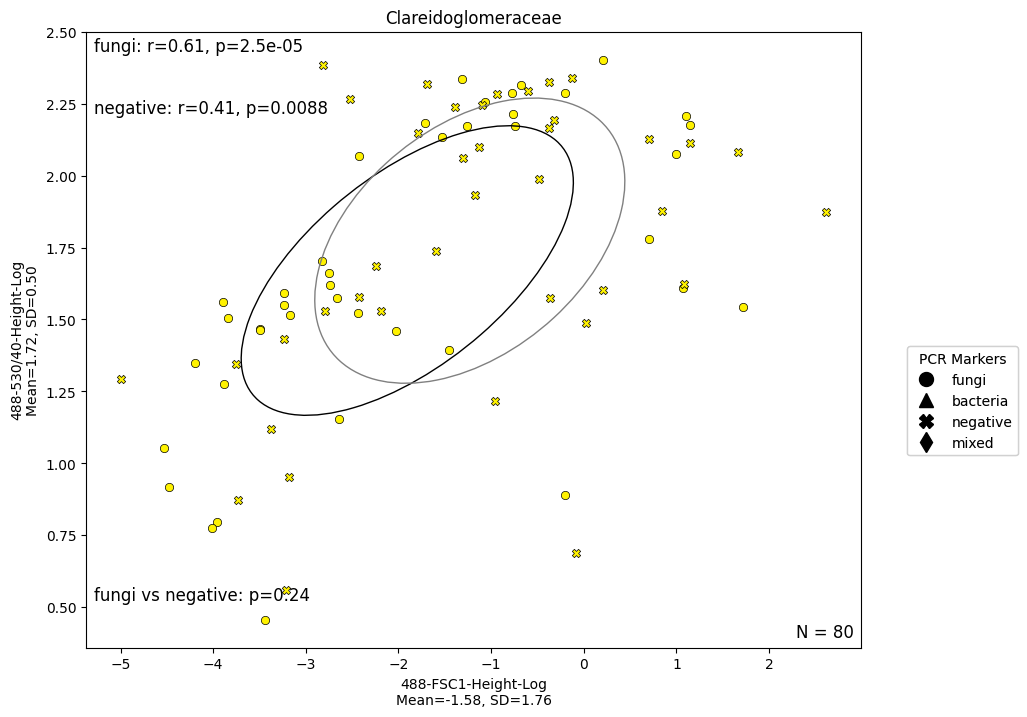 Clareidoglomeraceae
fungi: r=0.61, p=2.5e-05
negative: r=0.41, p=0.0088
fungi vs negative: p=0.24
N = 80
2.50
2.25
2.00
1.75
1.50
1.25
1.00
0.75
0.50
488-530/40-Height-Log
Mean=1.72, SD=0.50
−5
−4
−3
−2
−1
0
1
2
488-FSC1-Height-Log
Mean=-1.58, SD=1.76
PCR Markers
fungi
bacteria
negative
mixed